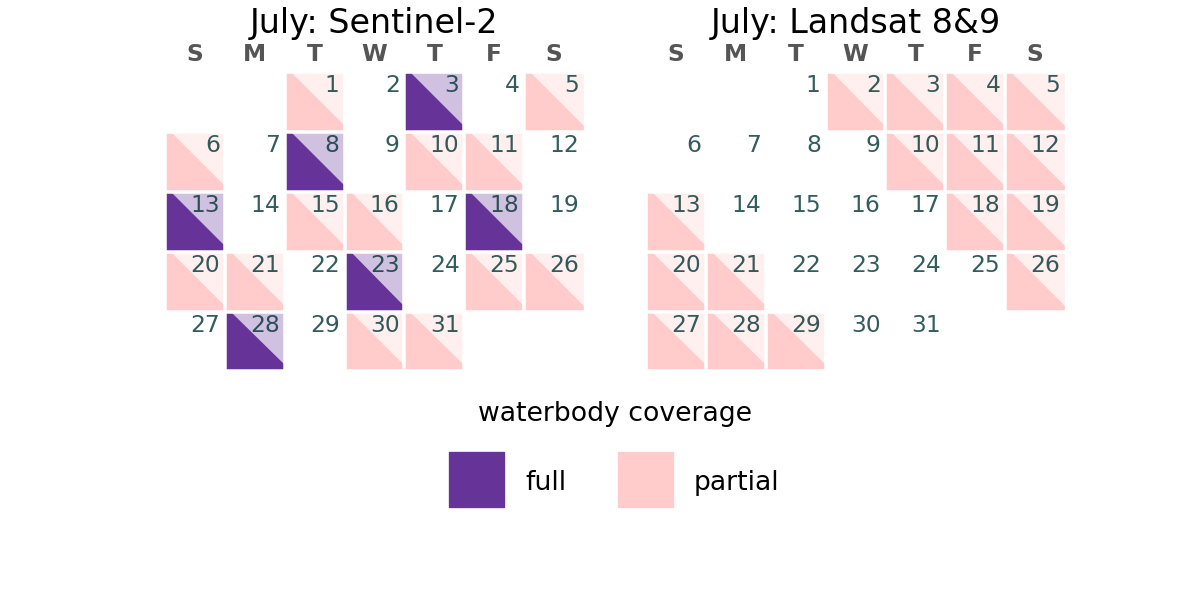 July: Sentinel-2
S M T W T F S
1 2 3 4 5
6 7 8 9 10 11 12
13 14 15 16 17 18 19
20 21 22 23 24 25 26
27 28 29 30 31
July: Landsat 8&9
S M T W T F S
1 2 3 4 5
6 7 8 9 10 11 12
13 14 15 16 17 18 19
20 21 22 23 24 25 26
27 28 29 30 31
waterbody coverage
full
partial